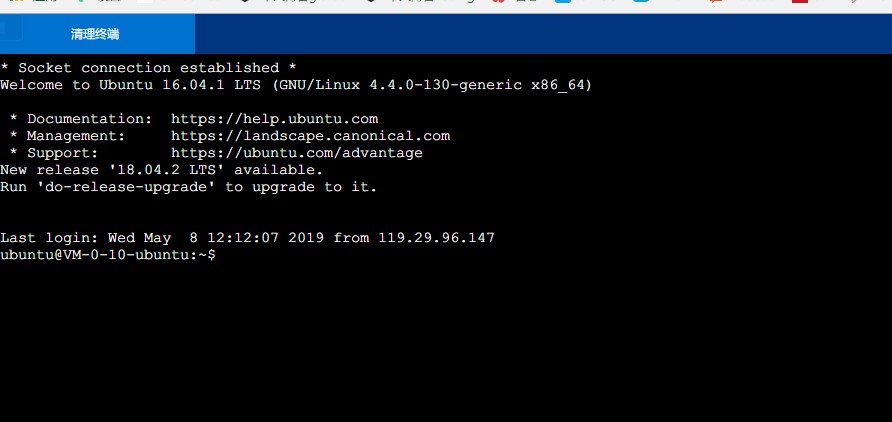 清理终端
* Socket connection established *
Welcome to Ubuntu 16.04.1 LTS (GNU/Linux 4.4.0-130-generic x86_64)
* Documentation:  https://help.ubuntu.com
* Management:     https://landscape.canonical.com
* Support:        https://ubuntu.com/advantage
New release '18.04.2 LTS' available.
Run 'do-release-upgrade' to upgrade to it.
Last login: Wed May  8 12:12:07 2019 from 119.29.96.147
ubuntu@VM-0-10-ubuntu:~$